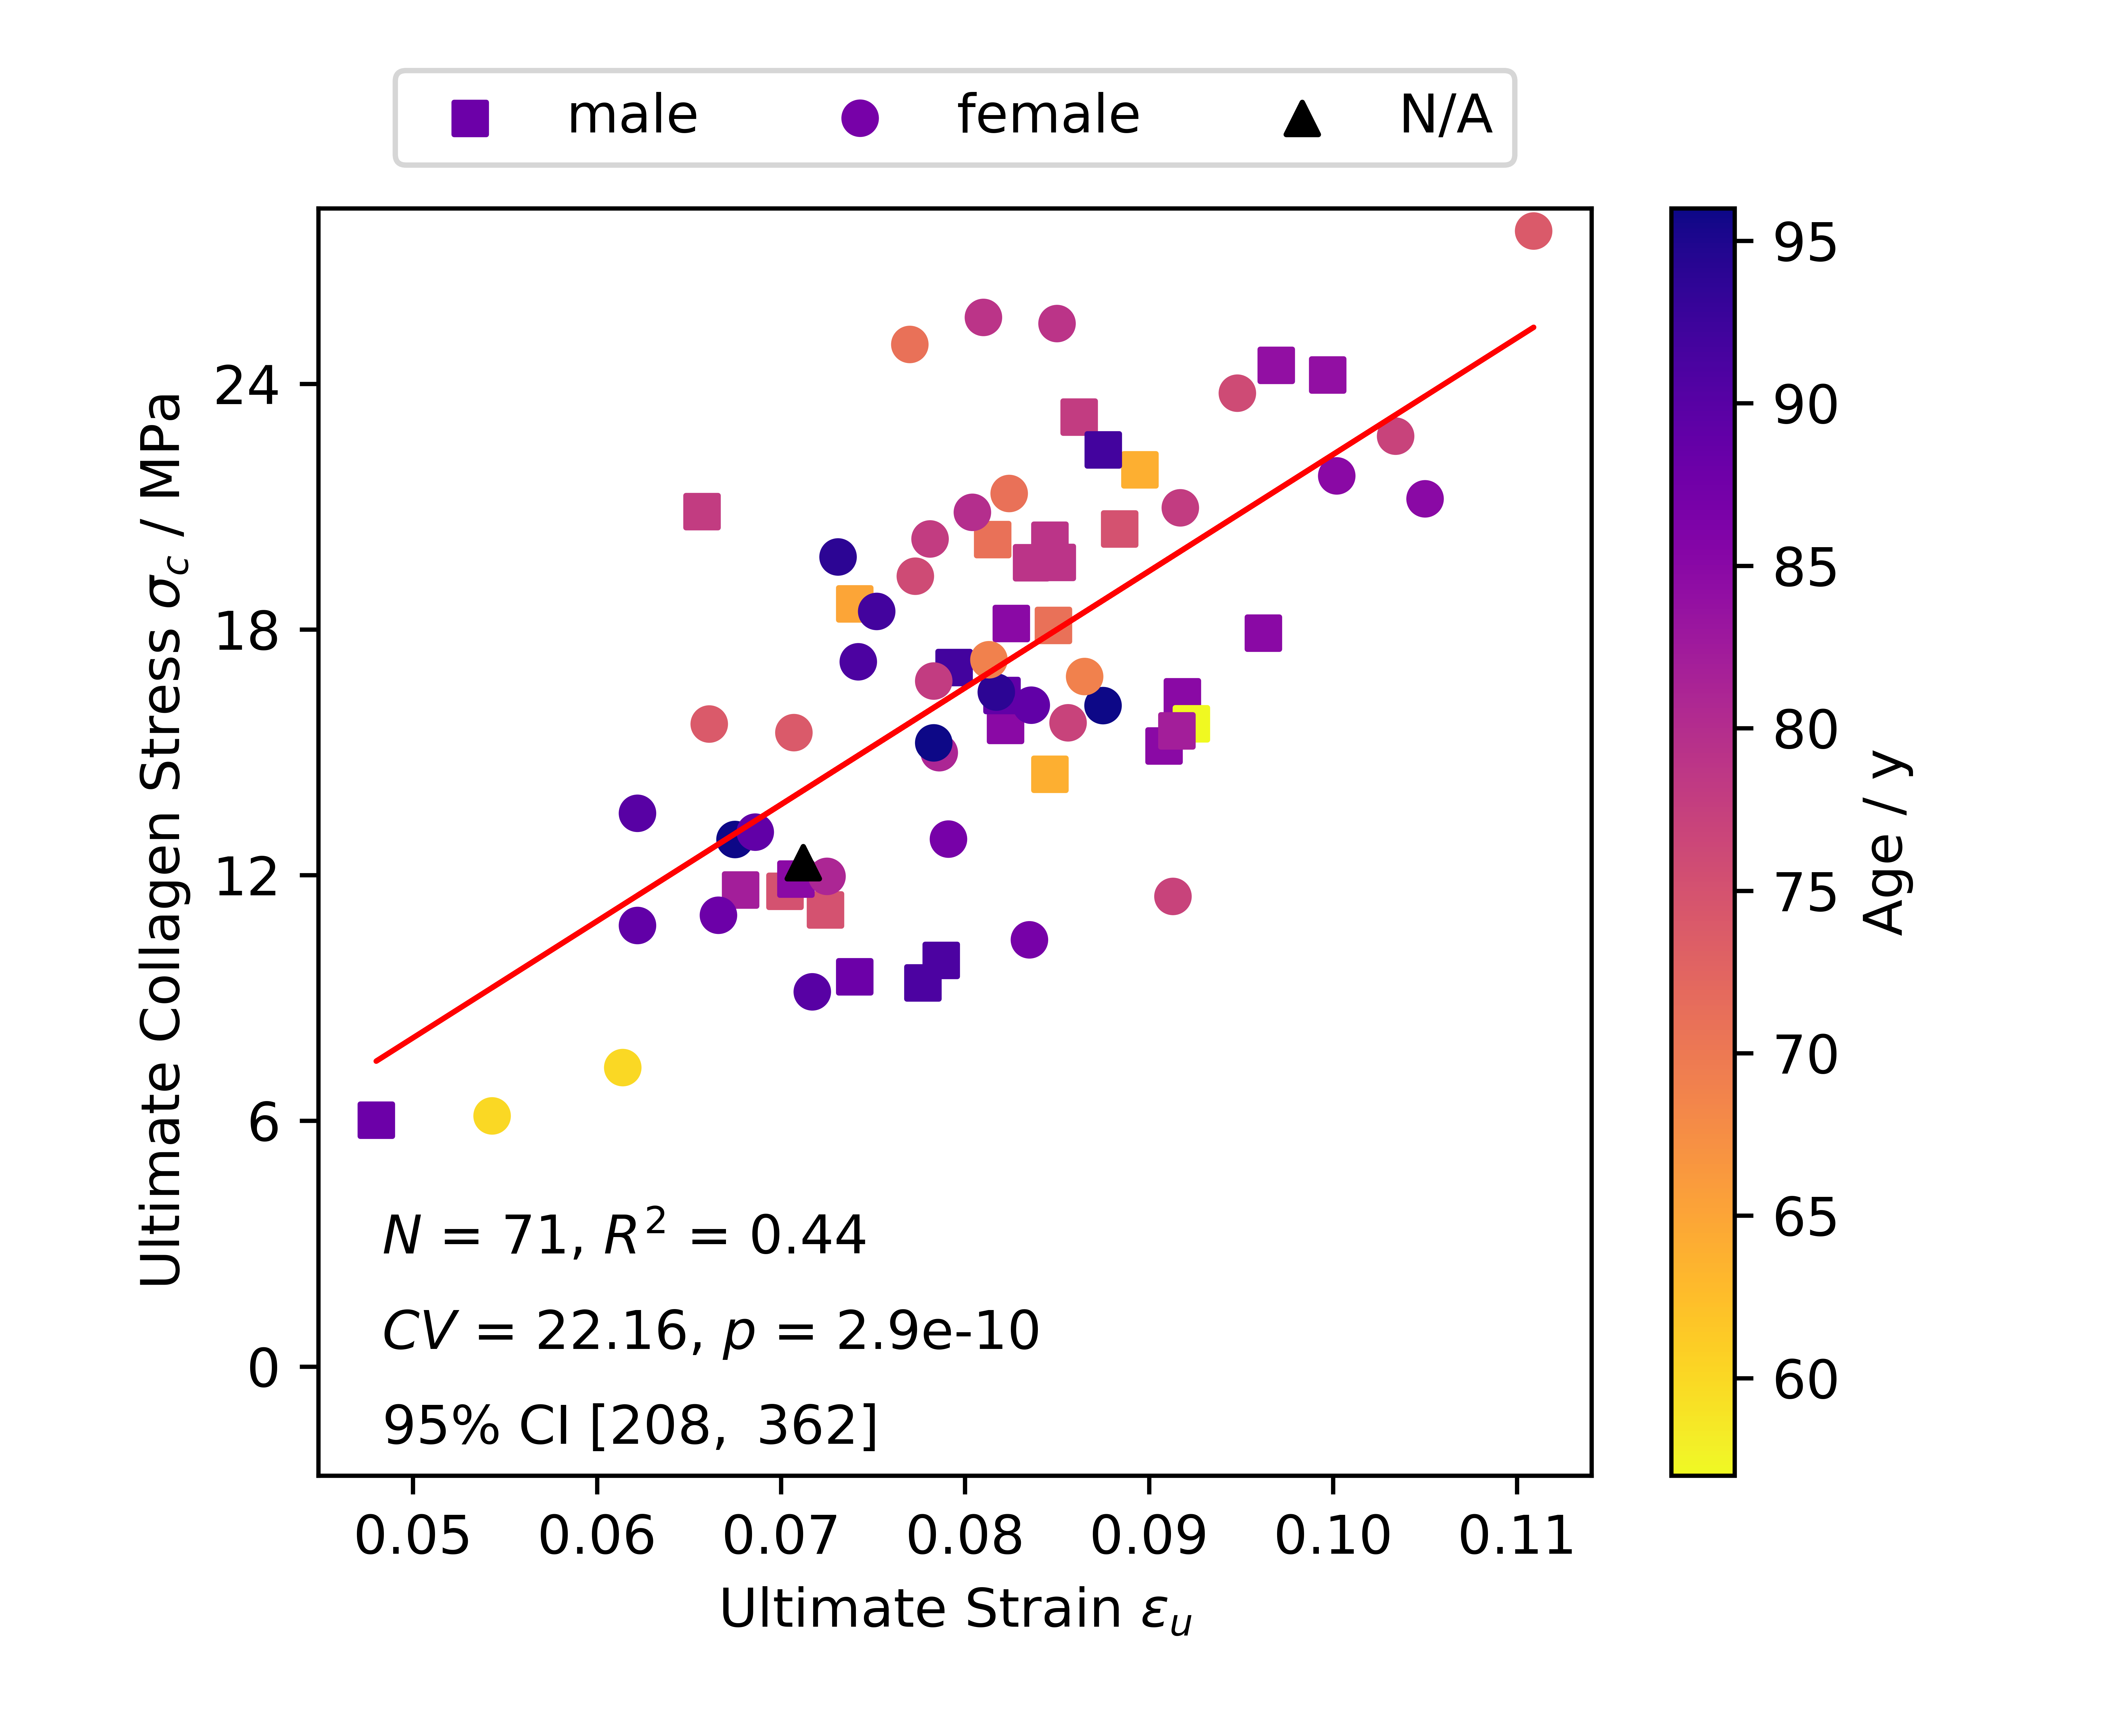 male female N/A
Ultimate Collagen Stress σc / MPa
24
18
12
6
0
N = 71, R² = 0.44
CV = 22.16, p = 2.9e-10
95% CI [208, 362]
0.05 0.06 0.07 0.08 0.09 0.10 0.11
Ultimate Strain εu
95
90
85
80
75
70
65
60
Age / y